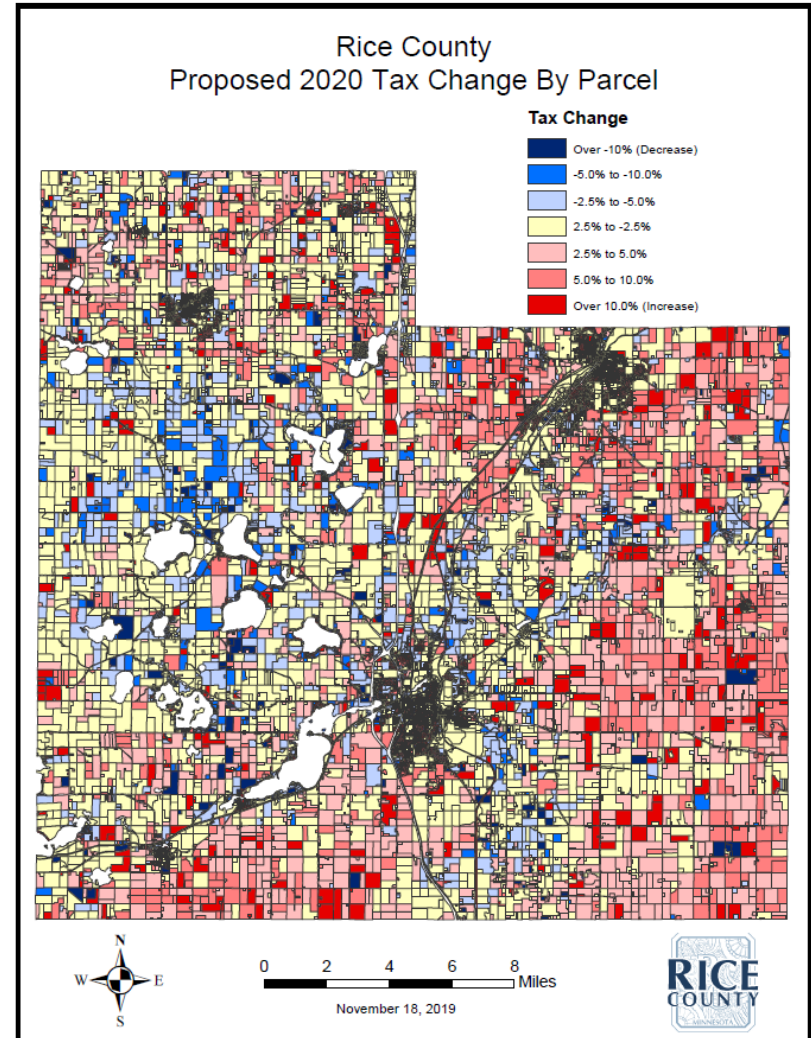 Rice County
Proposed 2020 Tax Change By Parcel
Tax Change
Over -10% (Decrease)
-5.0% to -10.0%
-2.5% to -5.0%
2.5% to -2.5%
2.5% to 5.0%
5.0% to 10.0%
Over 10.0% (Increase)
N
W E
S
0 2 4 6 8
Miles
November 18, 2019
RICE
COUNTY
MINNESOTA